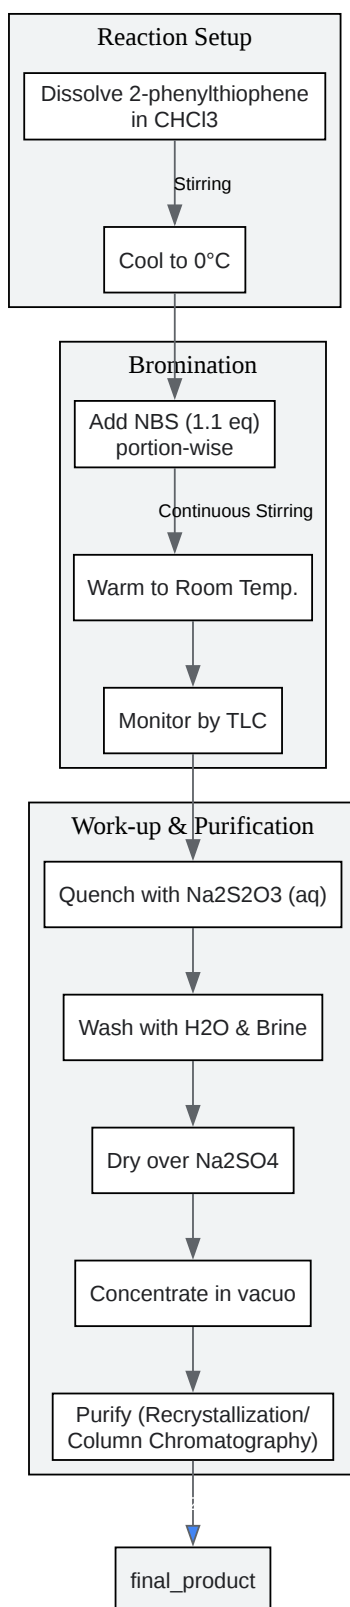 Reaction Setup
Dissolve 2-phenylthiophene
in CHCl3
Stirring
Cool to 0°C
Bromination
Add NBS (1.1 eq)
portion-wise
Continuous Stirring
Warm to Room Temp.
Monitor by TLC
Work-up & Purification
Quench with Na2S2O3 (aq)
Wash with H2O & Brine
Dry over Na2SO4
Concentrate in vacuo
Purify (Recrystallization/
Column Chromatography)
final_product